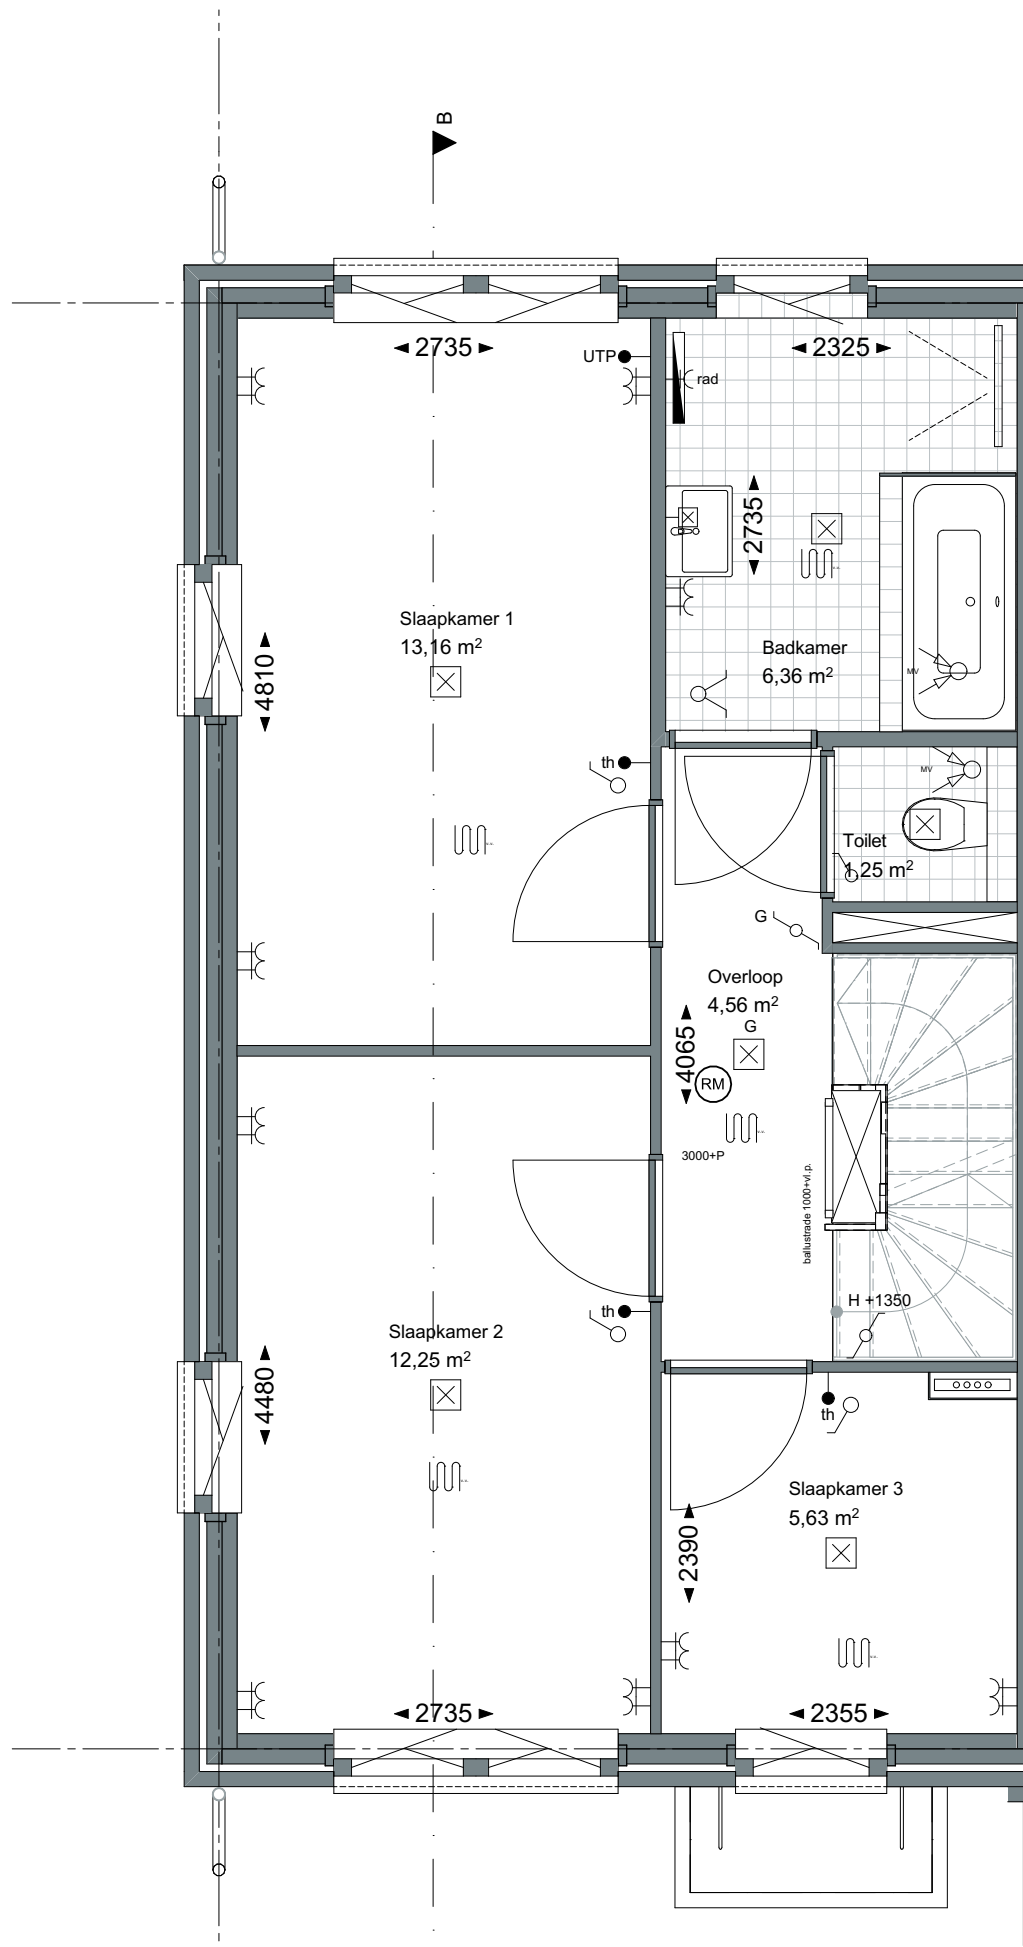 B
2735
UTP
2325
rad
2735
Slaapkamer 1
13,16 m²
4810
Badkamer
6,36 m²
MV
th
MV
Toilet
1,25 m²
G
Overloop
4,56 m²
G
4065
RM
3000+P
ballustrade 1000+vl.p.
H +1350
th
Slaapkamer 2
12,25 m²
4480
th
Slaapkamer 3
5,63 m²
2390
2735
2355